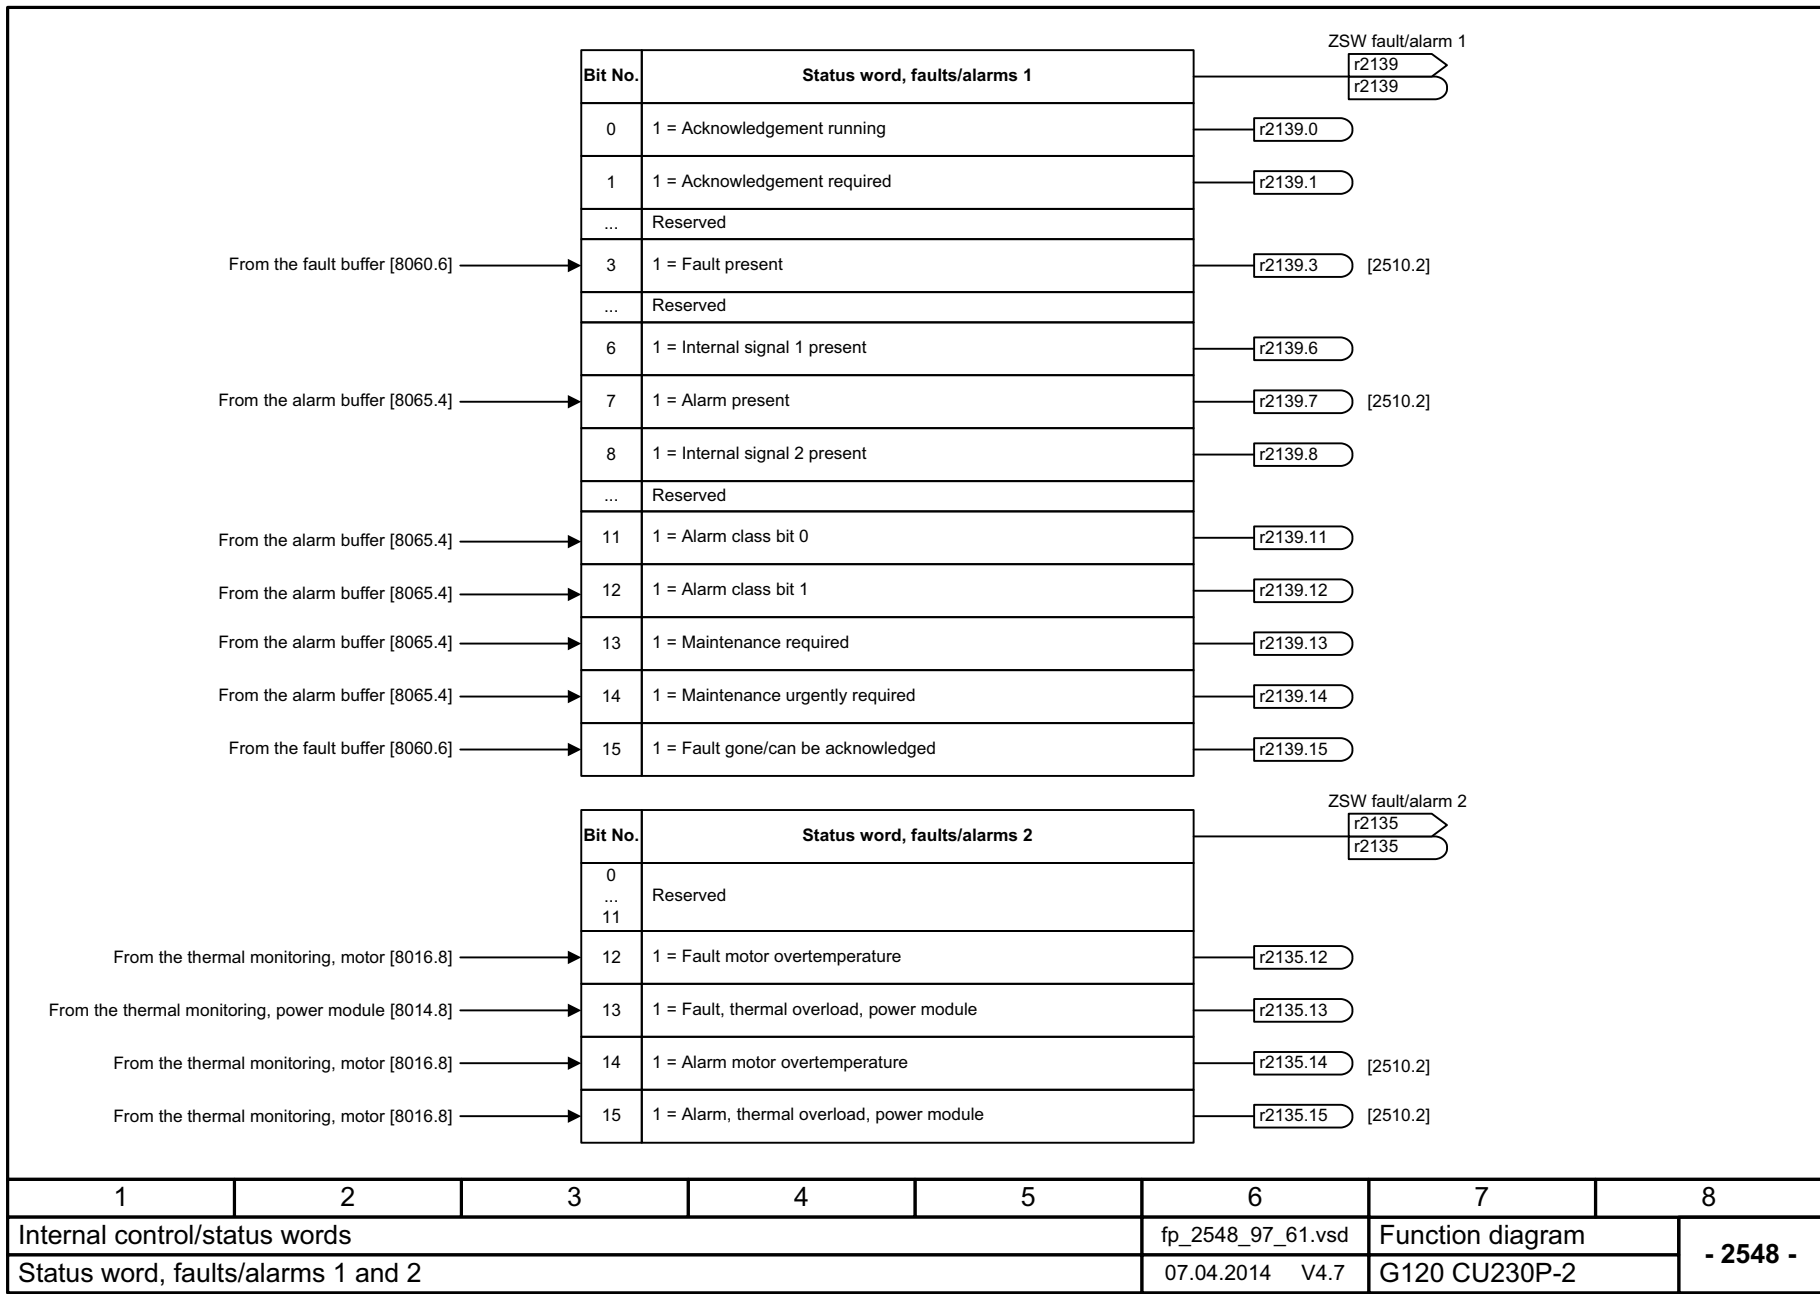 ZSW fault/alarm 1
Bit No. Status word, faults/alarms 1 r2139
r2139
0 1 = Acknowledgement running r2139.0
1 1 = Acknowledgement required r2139.1
... Reserved
From the fault buffer [8060.6] 3 1 = Fault present r2139.3 [2510.2]
... Reserved
6 1 = Internal signal 1 present r2139.6
From the alarm buffer [8065.4] 7 1 = Alarm present r2139.7 [2510.2]
8 1 = Internal signal 2 present r2139.8
... Reserved
From the alarm buffer [8065.4] 11 1 = Alarm class bit 0 r2139.11
From the alarm buffer [8065.4] 12 1 = Alarm class bit 1 r2139.12
From the alarm buffer [8065.4] 13 1 = Maintenance required r2139.13
From the alarm buffer [8065.4] 14 1 = Maintenance urgently required r2139.14
From the fault buffer [8060.6] 15 1 = Fault gone/can be acknowledged r2139.15
ZSW fault/alarm 2
Bit No. Status word, faults/alarms 2 r2135
r2135
0
... Reserved
11
From the thermal monitoring, motor [8016.8] 12 1 = Fault motor overtemperature r2135.12
From the thermal monitoring, power module [8014.8] 13 1 = Fault, thermal overload, power module r2135.13
From the thermal monitoring, motor [8016.8] 14 1 = Alarm motor overtemperature r2135.14 [2510.2]
From the thermal monitoring, motor [8016.8] 15 1 = Alarm, thermal overload, power module r2135.15 [2510.2]
1 2 3 4 5 6 7 8
Internal control/status words fp_2548_97_61.vsd Function diagram - 2548 -
Status word, faults/alarms 1 and 2 07.04.2014 V4.7 G120 CU230P-2